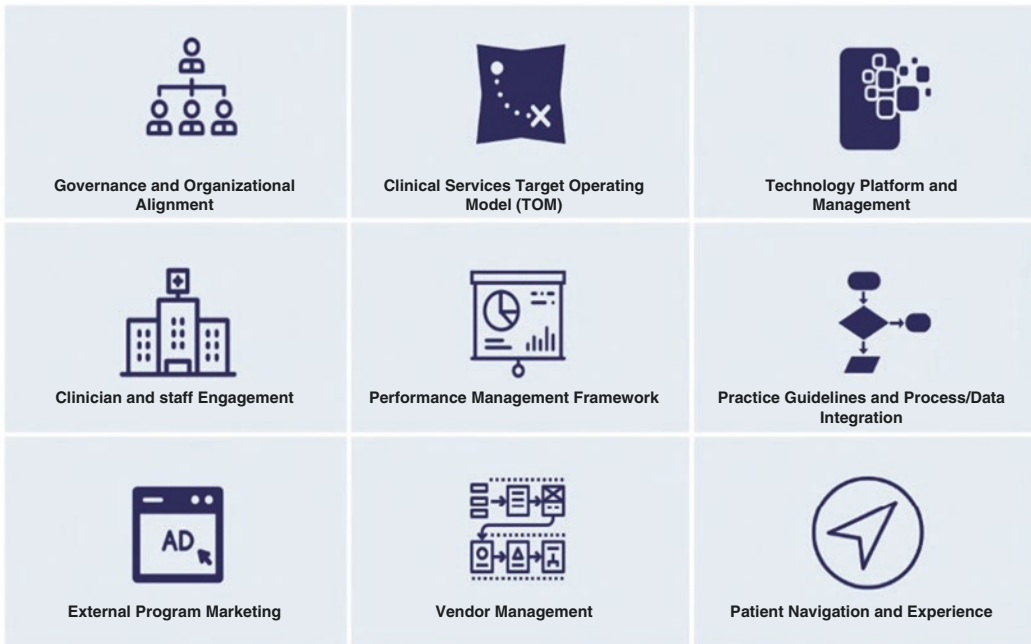 Governance and Organizational
Alignment
Clinical Services Target Operating
Model (TOM)
Technology Platform and
Management
Clinician and staff Engagement
Performance Management Framework
Practice Guidelines and Process/Data
Integration
AD
External Program Marketing
Vendor Management
Patient Navigation and Experience